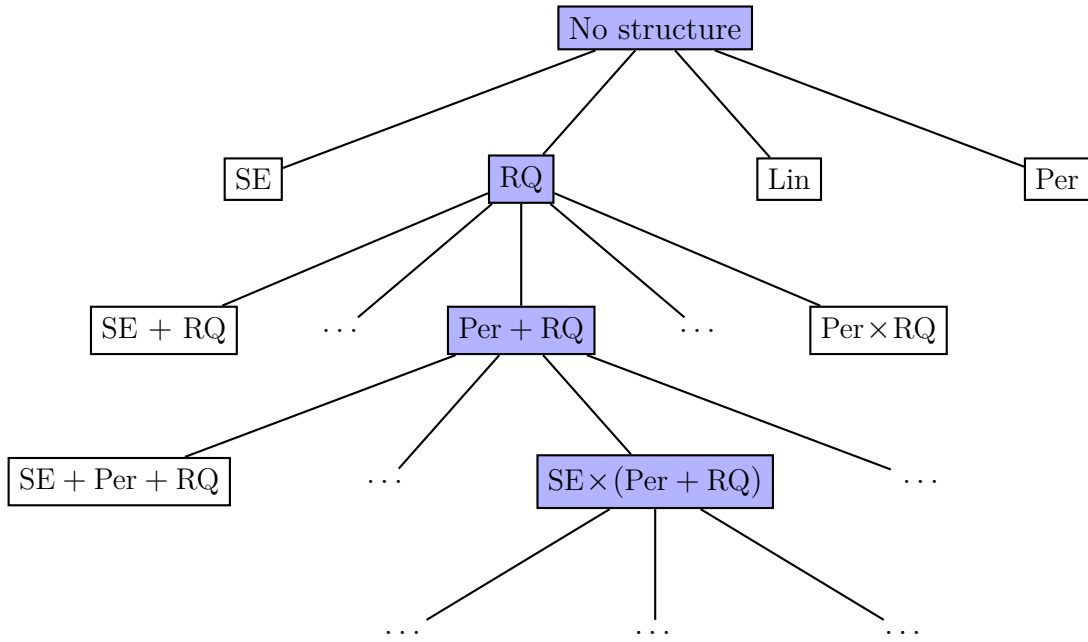 No structure
SE
RQ
Lin
Per
SE + RQ
...
Per + RQ
...
Per×RQ
SE + Per + RQ
...
SE×(Per + RQ)
...
...
...
...